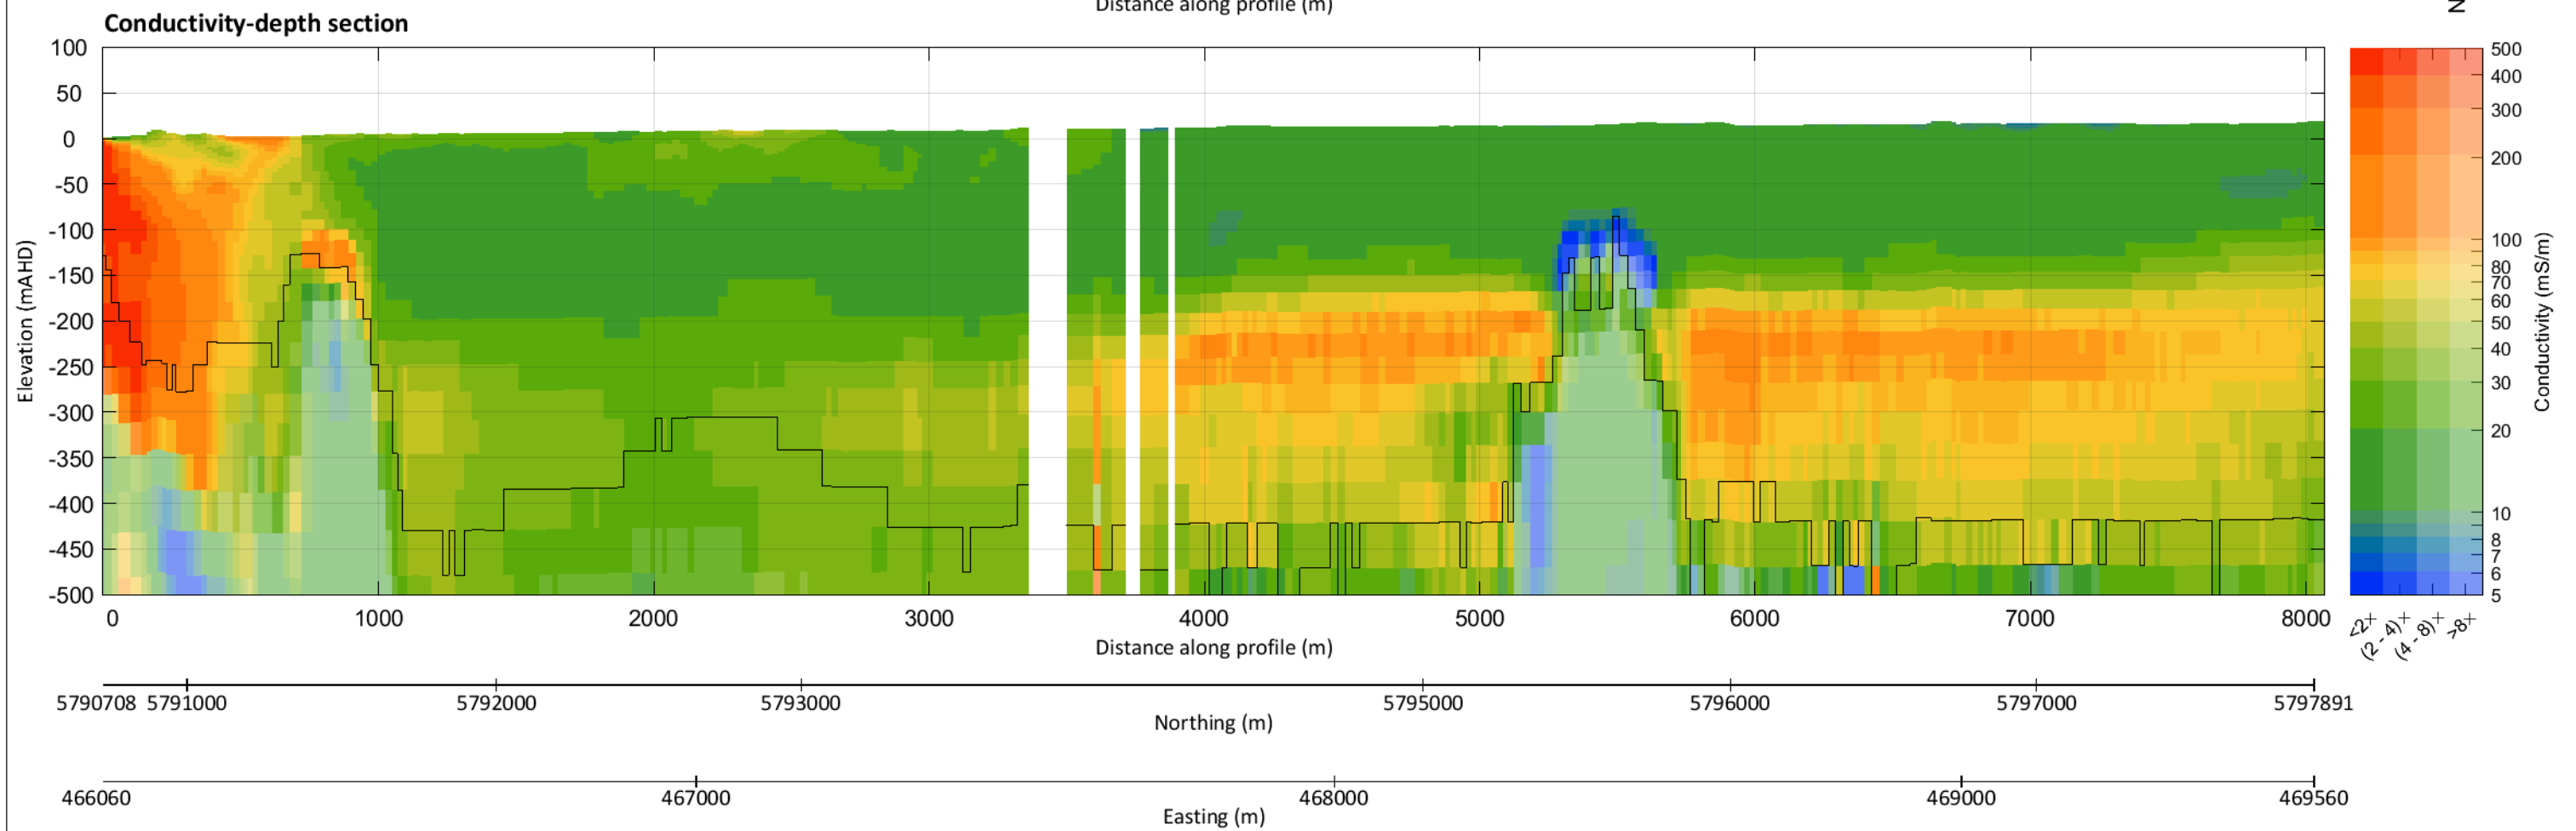 Distance along profile (m)
N
Conductivity-depth section
100
50
0
-50
-100
-150
-200
-250
-300
-350
-400
-450
-500
Elevation (mAHD)
0 1000 2000 3000 4000 5000 6000 7000 8000
Distance along profile (m)
500
400
300
200
100
80
70
60
50
40
30
20
10
8
7
6
5
Conductivity (mS/m)
<2+ (2 - 4)+ (4 - 8)+ >8+
5790708 5791000 5792000 5793000 5795000 5796000 5797000 5797891
Northing (m)
466060 467000 468000 469000 469560
Easting (m)